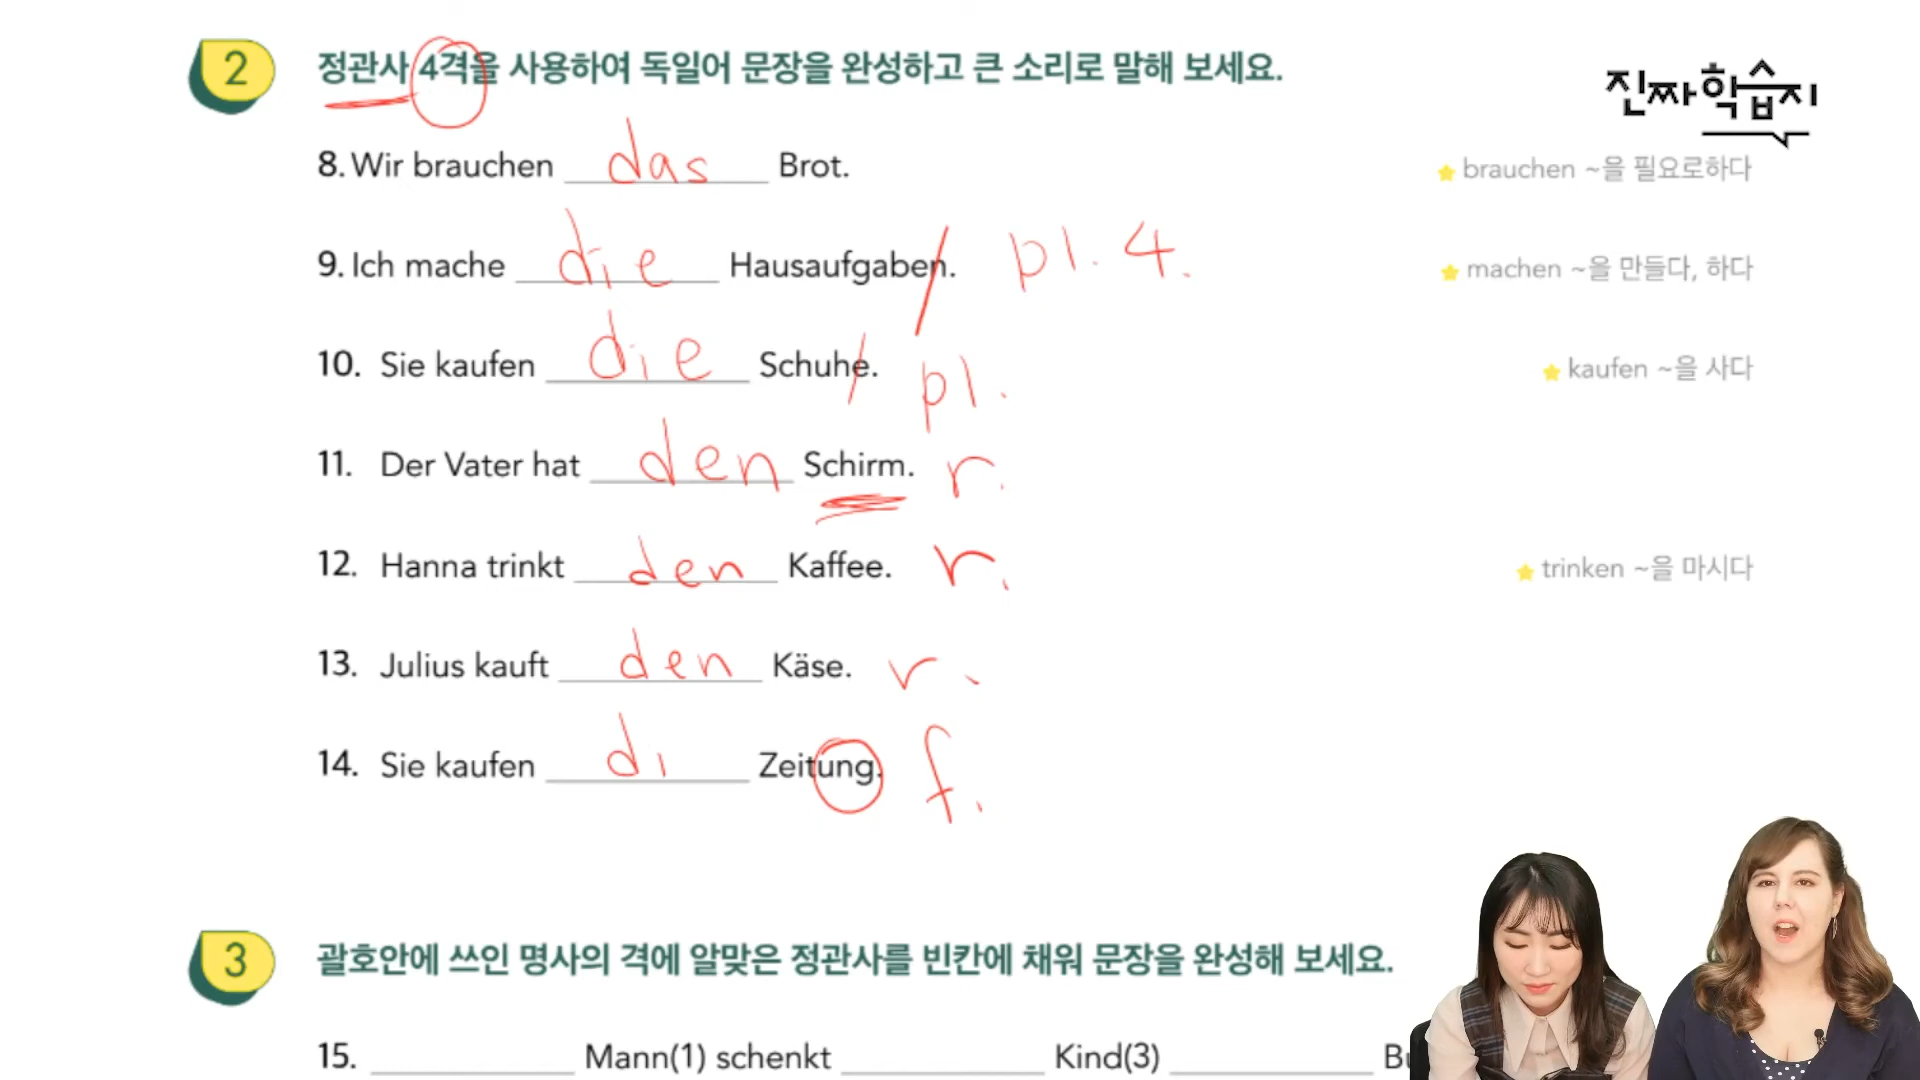 2 정관사 4격을 사용하여 독일어 문장을 완성하고 큰 소리로 말해 보세요.
진짜학습지
8. Wir brauchen das Brot.
brauchen ~을 필요로하다
9. Ich mache die Hausaufgaben. pl. 4.
machen ~을 만들다, 하다
10. Sie kaufen die Schuhe. pl.
kaufen ~을 사다
11. Der Vater hat den Schirm. r.
12. Hanna trinkt den Kaffee. r.
trinken ~을 마시다
13. Julius kauft den Käse. r.
14. Sie kaufen di Zeitung. f.
3 괄호안에 쓰인 명사의 격에 알맞은 정관사를 빈칸에 채워 문장을 완성해 보세요.
15. Mann(1) schenkt Kind(3)